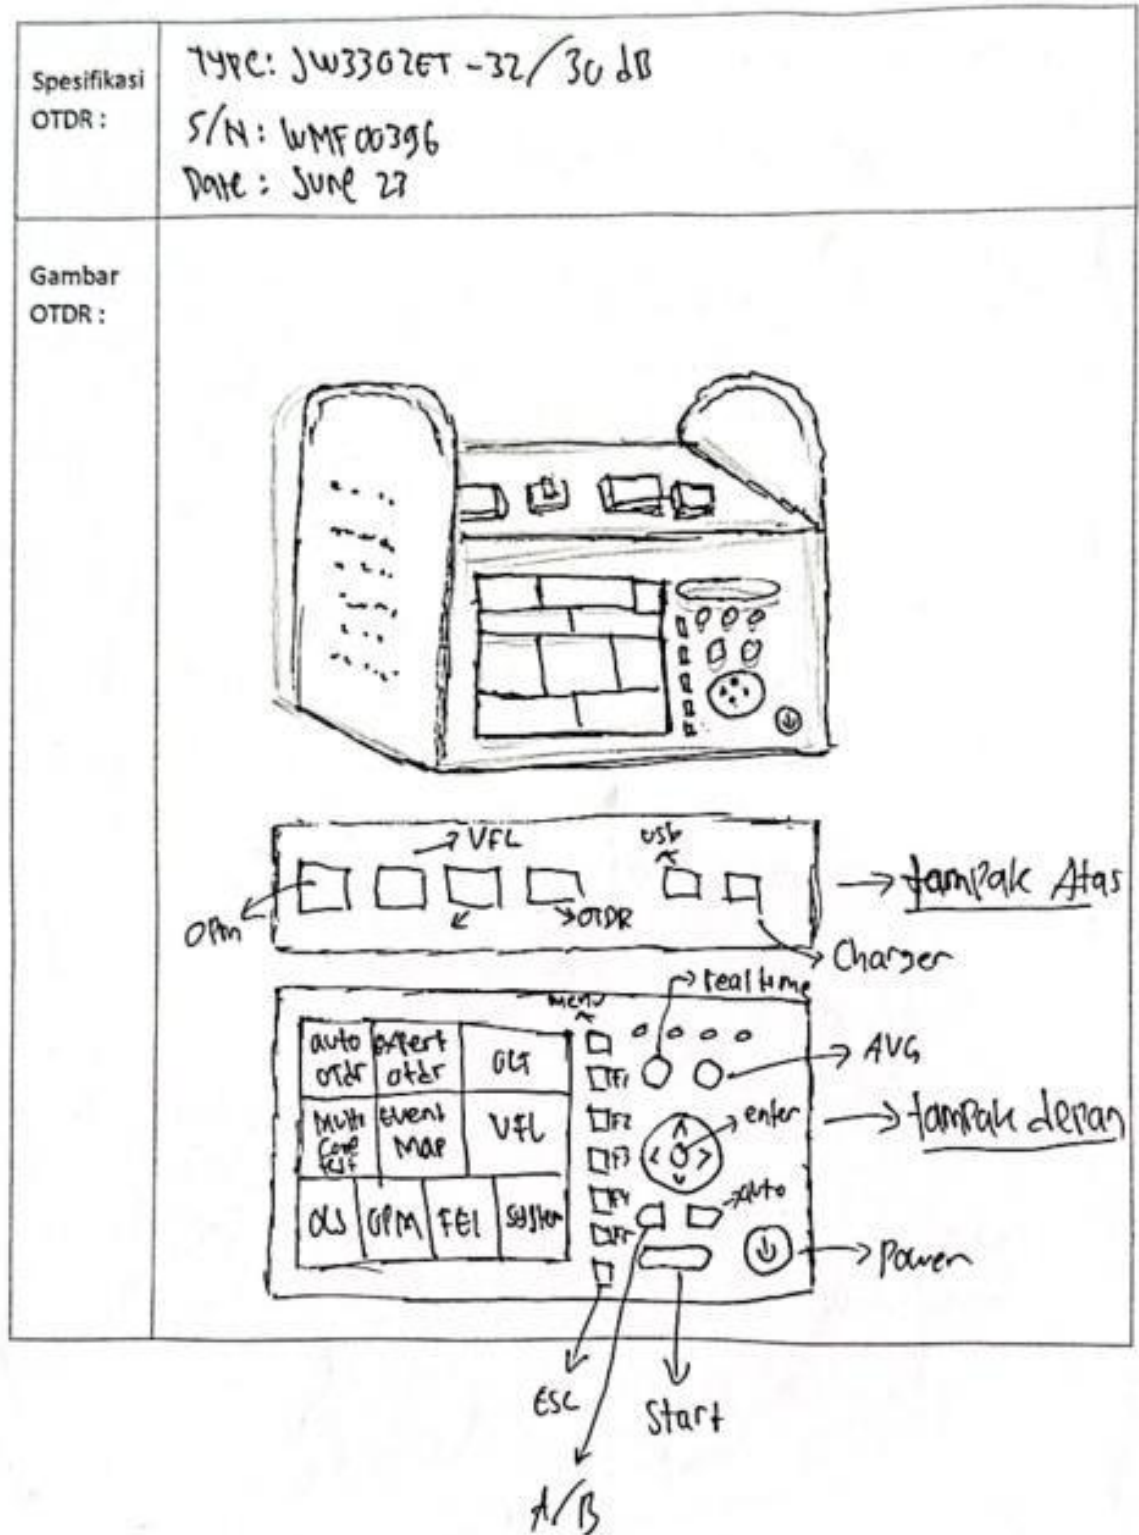 Spesifikasi
OTDR :
TYPE: JW3302ET -32/30 dB
S/N: WMF00396
Date : June 23
Gambar
OTDR :
VFL
usb
OPM
OTDR
tampak Atas
Charger
real time
menu
auto
otdr
expert
otdr
OLT
AVG
F1
Multi
Core
test
Event
Map
VFL
F2
enter
tampak depan
F3
F4
auto
OLS
OPM
FEI
System
F5
Power
ESC
Start
A/B